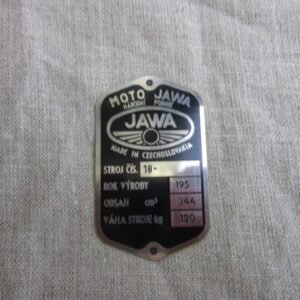 MOTO JAWA
NÁRODNÍ PODNIK
JAWA
MADE IN CZECHOSLOVAKIA
STROJ ČÍS. 18-
ROK VÝROBY 195
OBSAH cm³ 344
VÁHA STROJE kg 120